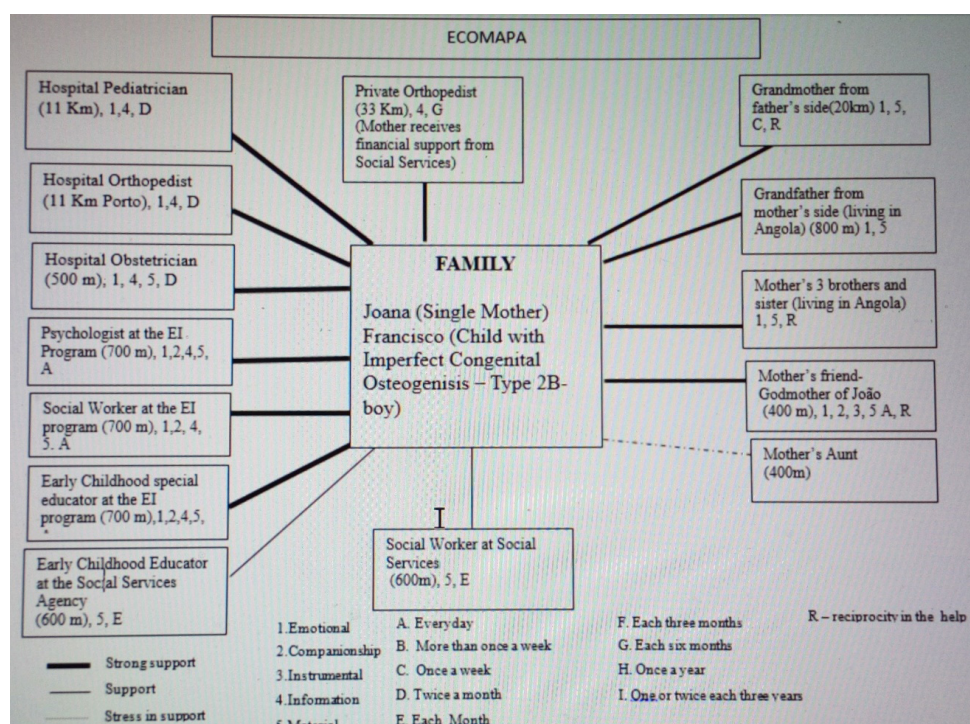 ECOMAPA
Hospital Pediatrician
(11 Km), 1,4, D
Private Orthopedist
(33 Km), 4, G
(Mother receives
financial support from
Social Services)
Grandmother from
father's side(20km) 1, 5,
C, R
Hospital Orthopedist
(11 Km Porto), 1,4, D
Grandfather from
mother's side (living in
Angola) (800 m) 1, 5
Hospital Obstetrician
(500 m), 1, 4, 5, D
FAMILY
Joana (Single Mother)
Francisco (Child with
Imperfect Congenital
Osteogenisis – Type 2B-
boy)
Mother's 3 brothers and
sister (living in Angola)
1, 5, R
Psychologist at the EI
Program (700 m), 1,2,4,5,
A
Mother's friend-
Godmother of João
(400 m), 1, 2, 3, 5 A, R
Social Worker at the EI
program (700 m), 1,2, 4,
5. A
Mother's Aunt
(400m)
Early Childhood special
educator at the EI
program (700 m),1,2,4,5,
Social Worker at Social
Services
(600m), 5, E
Early Childhood Educator
at the Social Services
Agency
(600 m), 5, E
Strong support
Support
Stress in support
1.Emotional
2.Companionship
3.Instrumental
4.Information
5.Material
A. Everyday
B. More than once a week
C. Once a week
D. Twice a month
E. Each Month
F. Each three months
G. Each six months
H. Once a year
I. One or twice each three years
R – reciprocity in the help